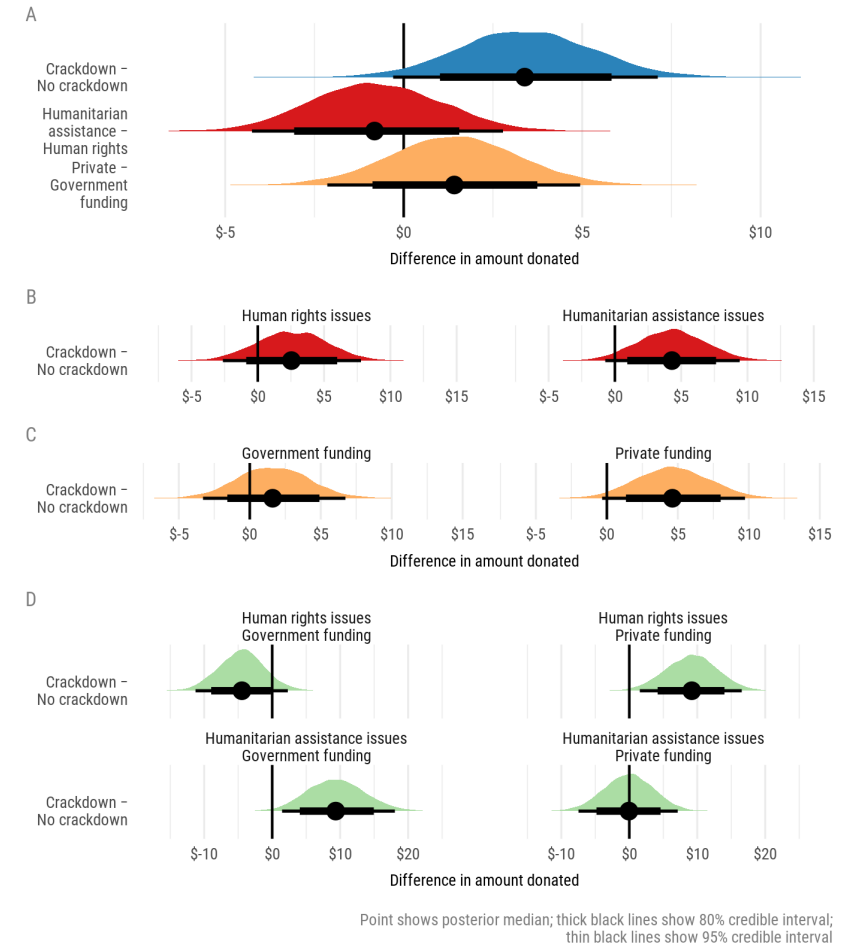 A
Crackdown −
No crackdown
Humanitarian
assistance −
Human rights
Private −
Government
funding
$-5 $0 $5 $10
Difference in amount donated
B
Human rights issues Humanitarian assistance issues
Crackdown −
No crackdown
$-5 $0 $5 $10 $15 $-5 $0 $5 $10 $15
C
Government funding Private funding
Crackdown −
No crackdown
$-5 $0 $5 $10 $15 $-5 $0 $5 $10 $15
Difference in amount donated
D
Human rights issues Human rights issues
Government funding Private funding
Crackdown −
No crackdown
Humanitarian assistance issues Humanitarian assistance issues
Government funding Private funding
Crackdown −
No crackdown
$-10 $0 $10 $20 $-10 $0 $10 $20
Difference in amount donated
Point shows posterior median; thick black lines show 80% credible interval;
thin black lines show 95% credible interval